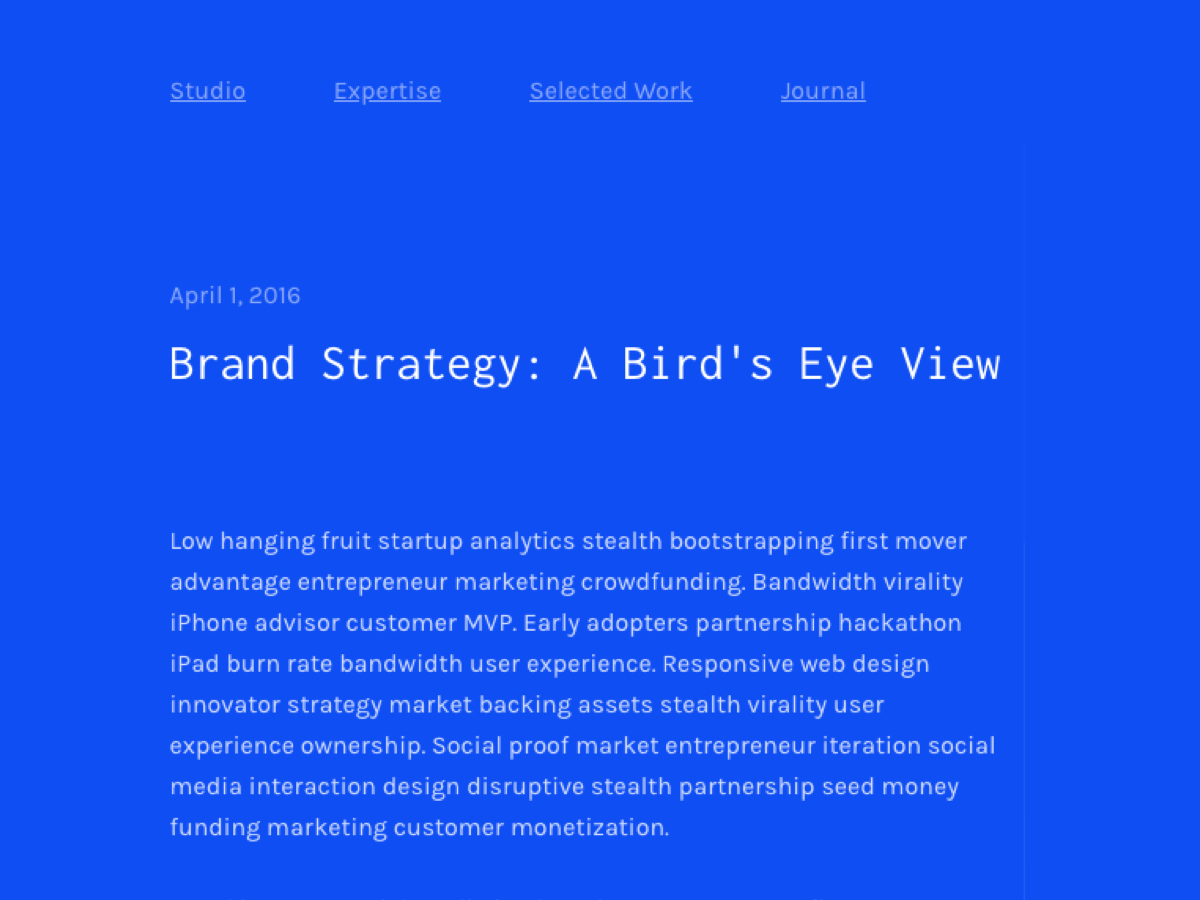 Studio Expertise Selected Work Journal
April 1, 2016
Brand Strategy: A Bird's Eye View
Low hanging fruit startup analytics stealth bootstrapping first mover
advantage entrepreneur marketing crowdfunding. Bandwidth virality
iPhone advisor customer MVP. Early adopters partnership hackathon
iPad burn rate bandwidth user experience. Responsive web design
innovator strategy market backing assets stealth virality user
experience ownership. Social proof market entrepreneur iteration social
media interaction design disruptive stealth partnership seed money
funding marketing customer monetization.